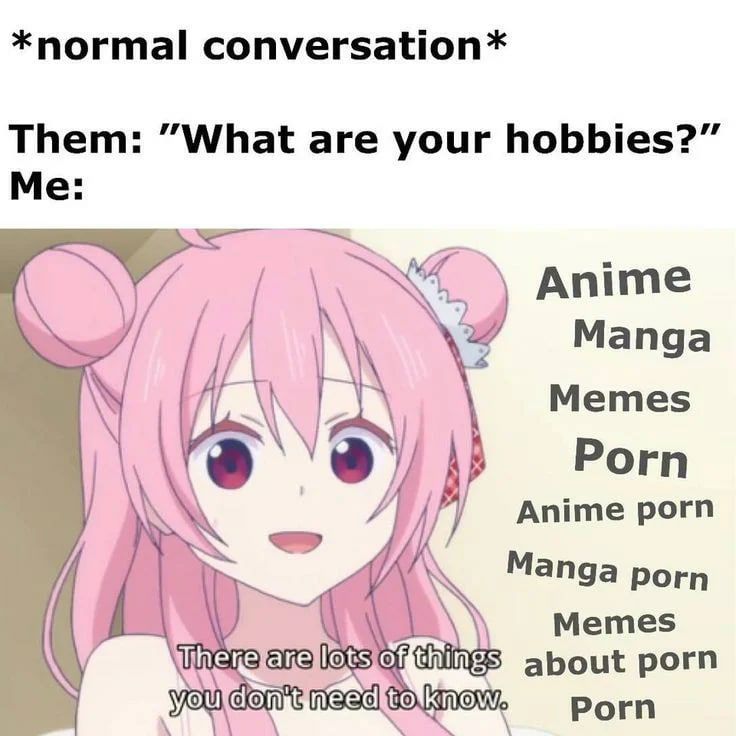 *normal conversation*
Them: ”What are your hobbies?”
Me:
Anime
Manga
Memes
Porn
Anime porn
Manga porn
Memes
about porn
Porn
There are lots of things
you don't need to know.